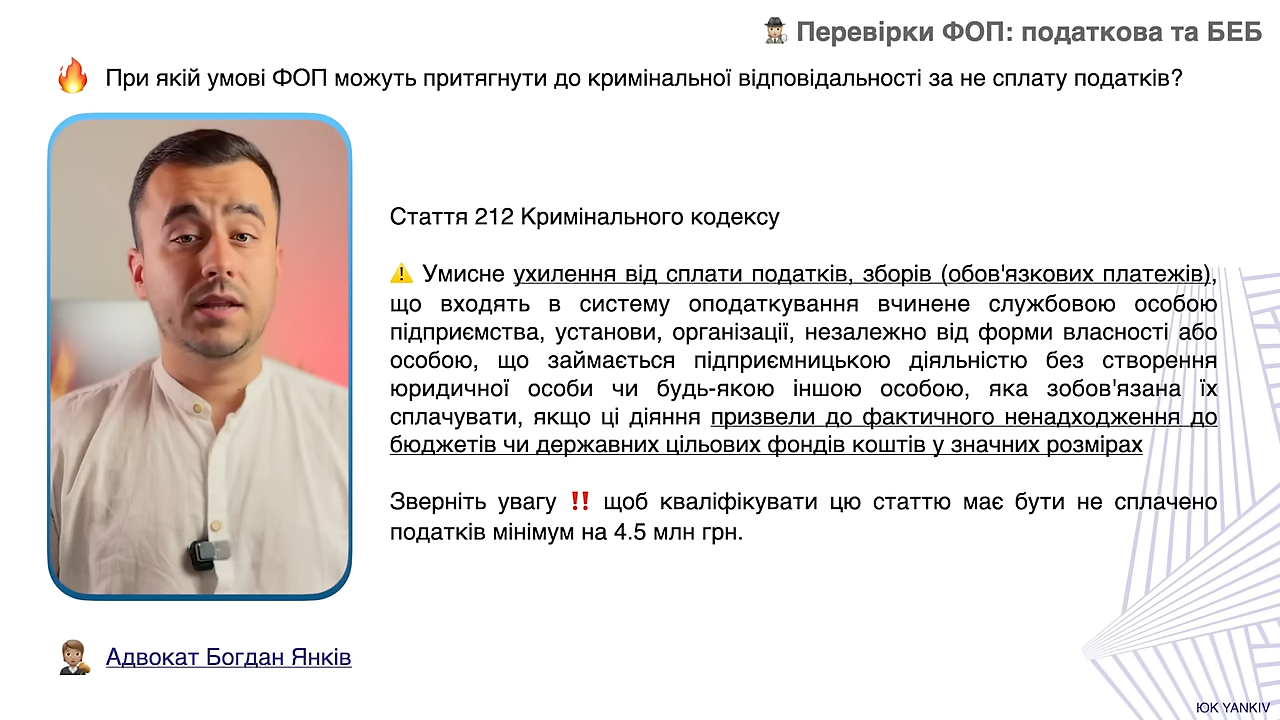 Перевірки ФОП: податкова та БЕБ
При якій умові ФОП можуть притягнути до кримінальної відповідальності за не сплату податків?
Стаття 212 Кримінального кодексу
Умисне ухилення від сплати податків, зборів (обов'язкових платежів),
що входять в систему оподаткування вчинене службовою особою
підприємства, установи, організації, незалежно від форми власності або
особою, що займається підприємницькою діяльністю без створення
юридичної особи чи будь-якою іншою особою, яка зобов'язана їх
сплачувати, якщо ці діяння призвели до фактичного ненадходження до
бюджетів чи державних цільових фондів коштів у значних розмірах
Зверніть увагу ‼️ щоб кваліфікувати цю статтю має бути не сплачено
податків мінімум на 4.5 млн грн.
Адвокат Богдан Янків
ЮК YANKIV